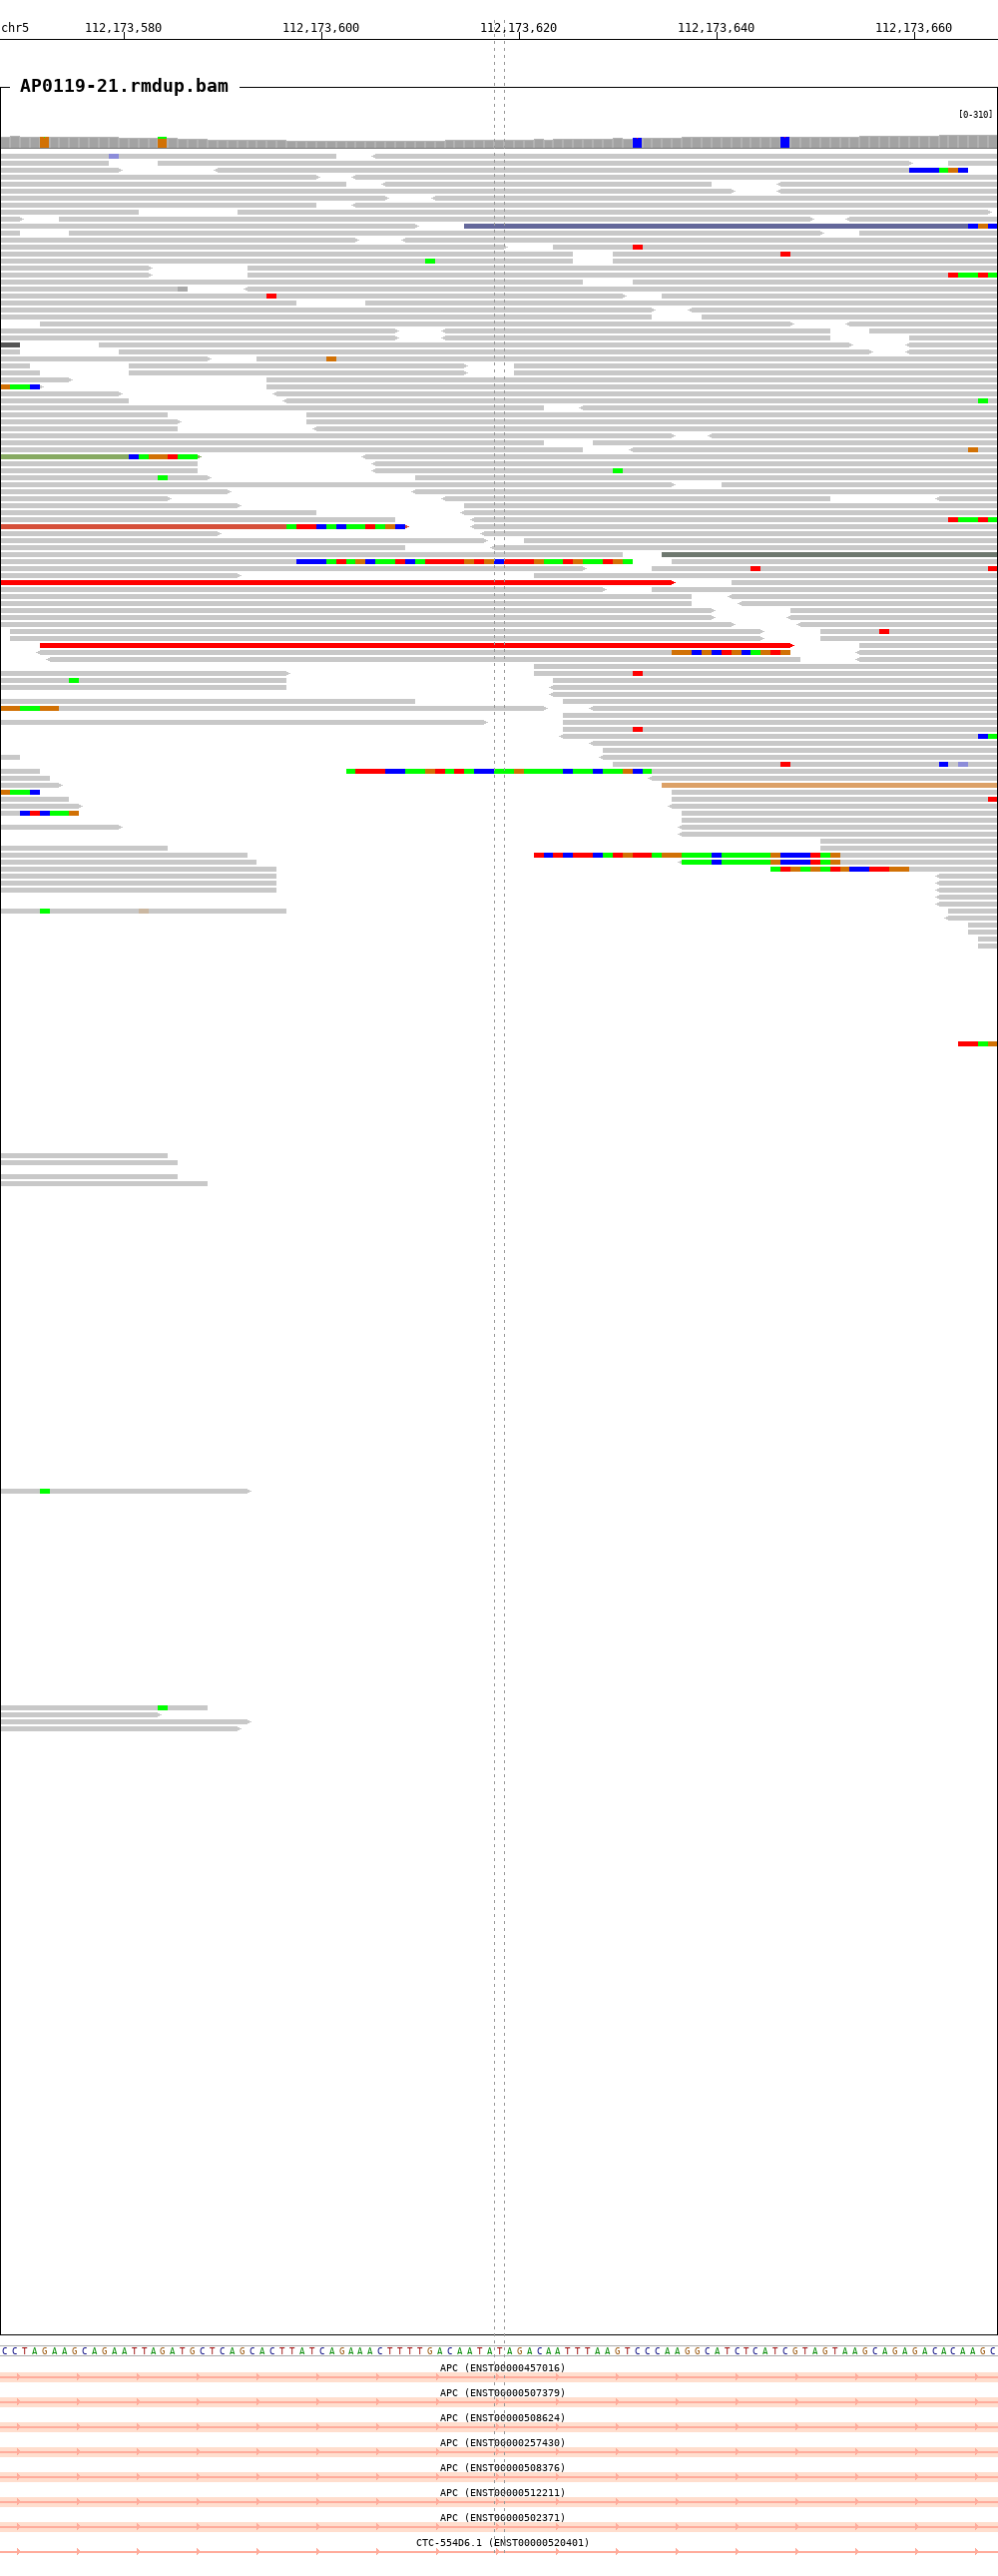 chr5 112,173,580 112,173,600 112,173,620 112,173,640 112,173,660
AP0119-21.rmdup.bam
[0-310]
CCTAGAAGCAGAATTAGATGCTCAGCACTTATCAGAAACTTTTGACAATATAGACAATTTAAGTCCCAAGGCATCTCATCGTAGTAAGCAGAGACACAAGC
APC (ENST00000457016)
APC (ENST00000507379)
APC (ENST00000508624)
APC (ENST00000257430)
APC (ENST00000508376)
APC (ENST00000512211)
APC (ENST00000502371)
CTC-554D6.1 (ENST00000520401)